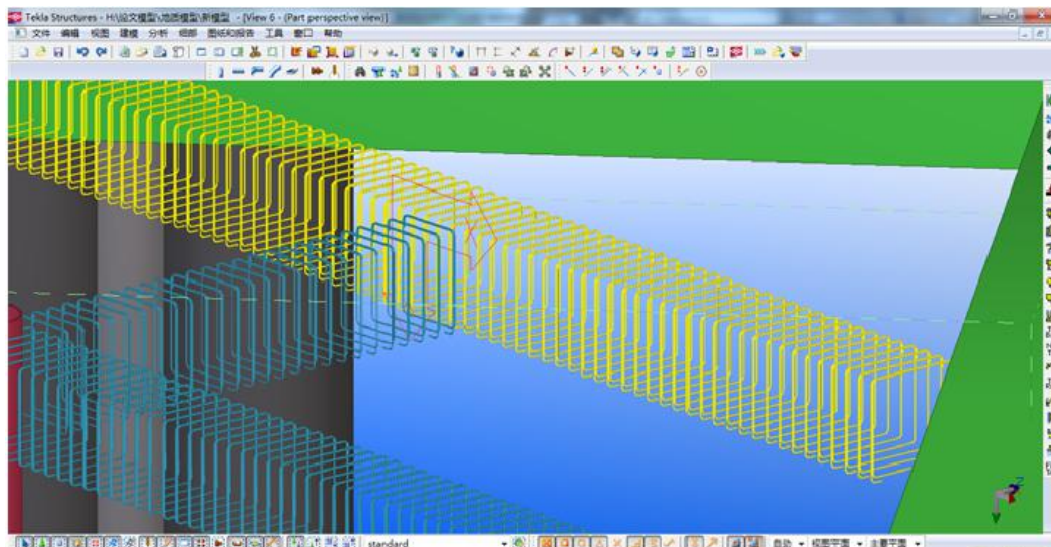 Tekla Structures - H:\论文模型\地质模型\新模型 - [View 6 - (Part perspective view)]
文件 编辑 视图 建模 分析 细部 图纸和报告 工具 窗口 帮助
standard 自动 视图平面 主要平面